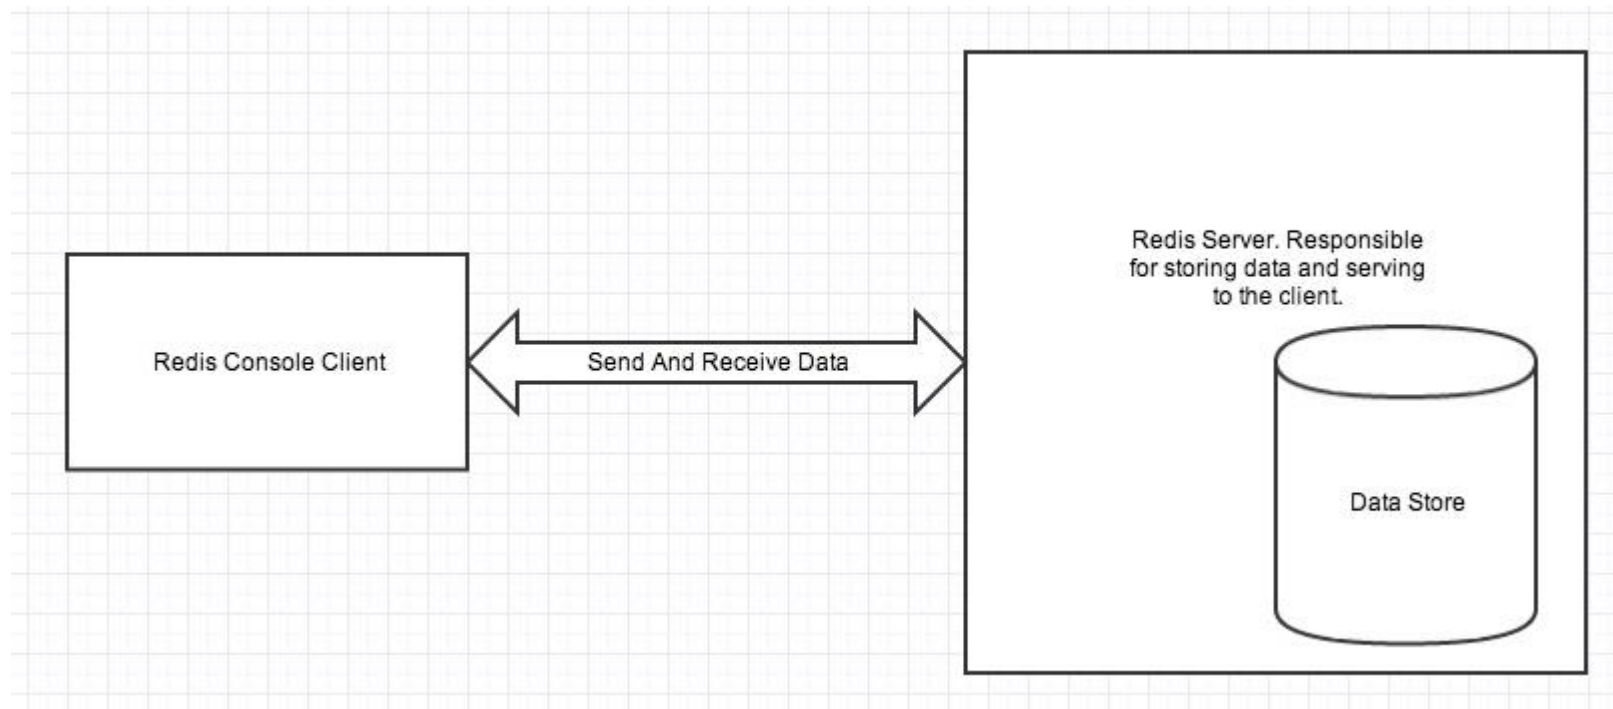 Redis Console Client
Send And Receive Data
Redis Server. Responsible
for storing data and serving
to the client.
Data Store